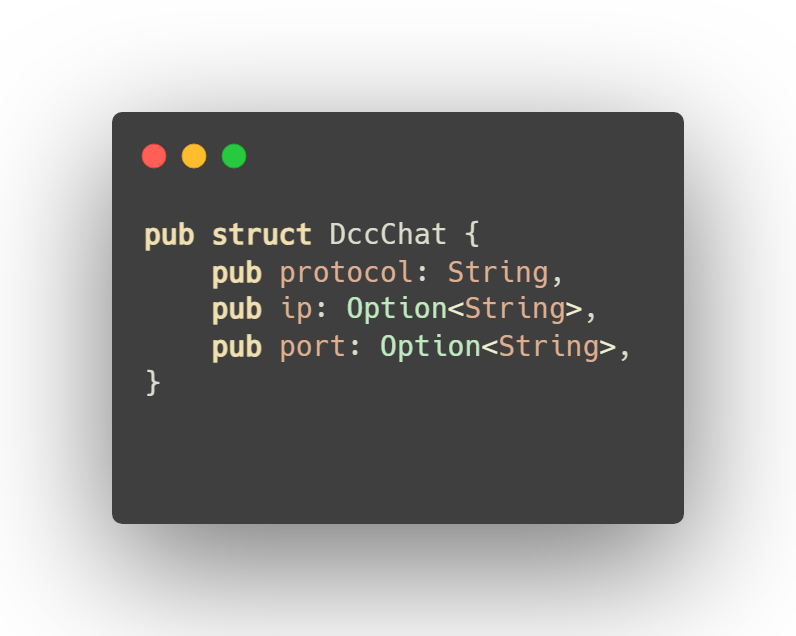 pub struct DccChat {
    pub protocol: String,
    pub ip: Option<String>,
    pub port: Option<String>,
}